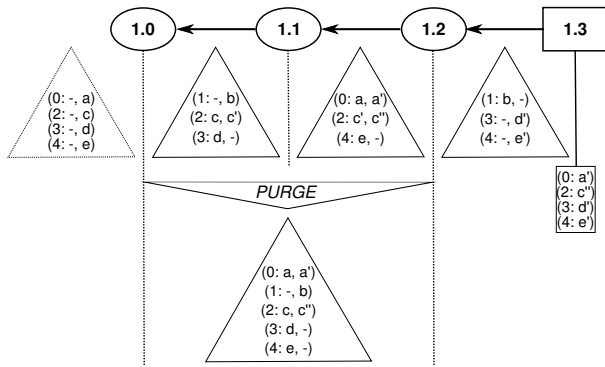 1.0
1.1
1.2
1.3
(0: -, a)
(2: -, c)
(3: -, d)
(4: -, e)
(1: -, b)
(2: c, c')
(3: d, -)
(0: a, a')
(2: c', c'')
(4: e, -)
(1: b, -)
(3: -, d')
(4: -, e')
(0: a')
(2: c'')
(3: d')
(4: e')
PURGE
(0: a, a')
(1: -, b)
(2: c, c'')
(3: d, -)
(4: e, -)